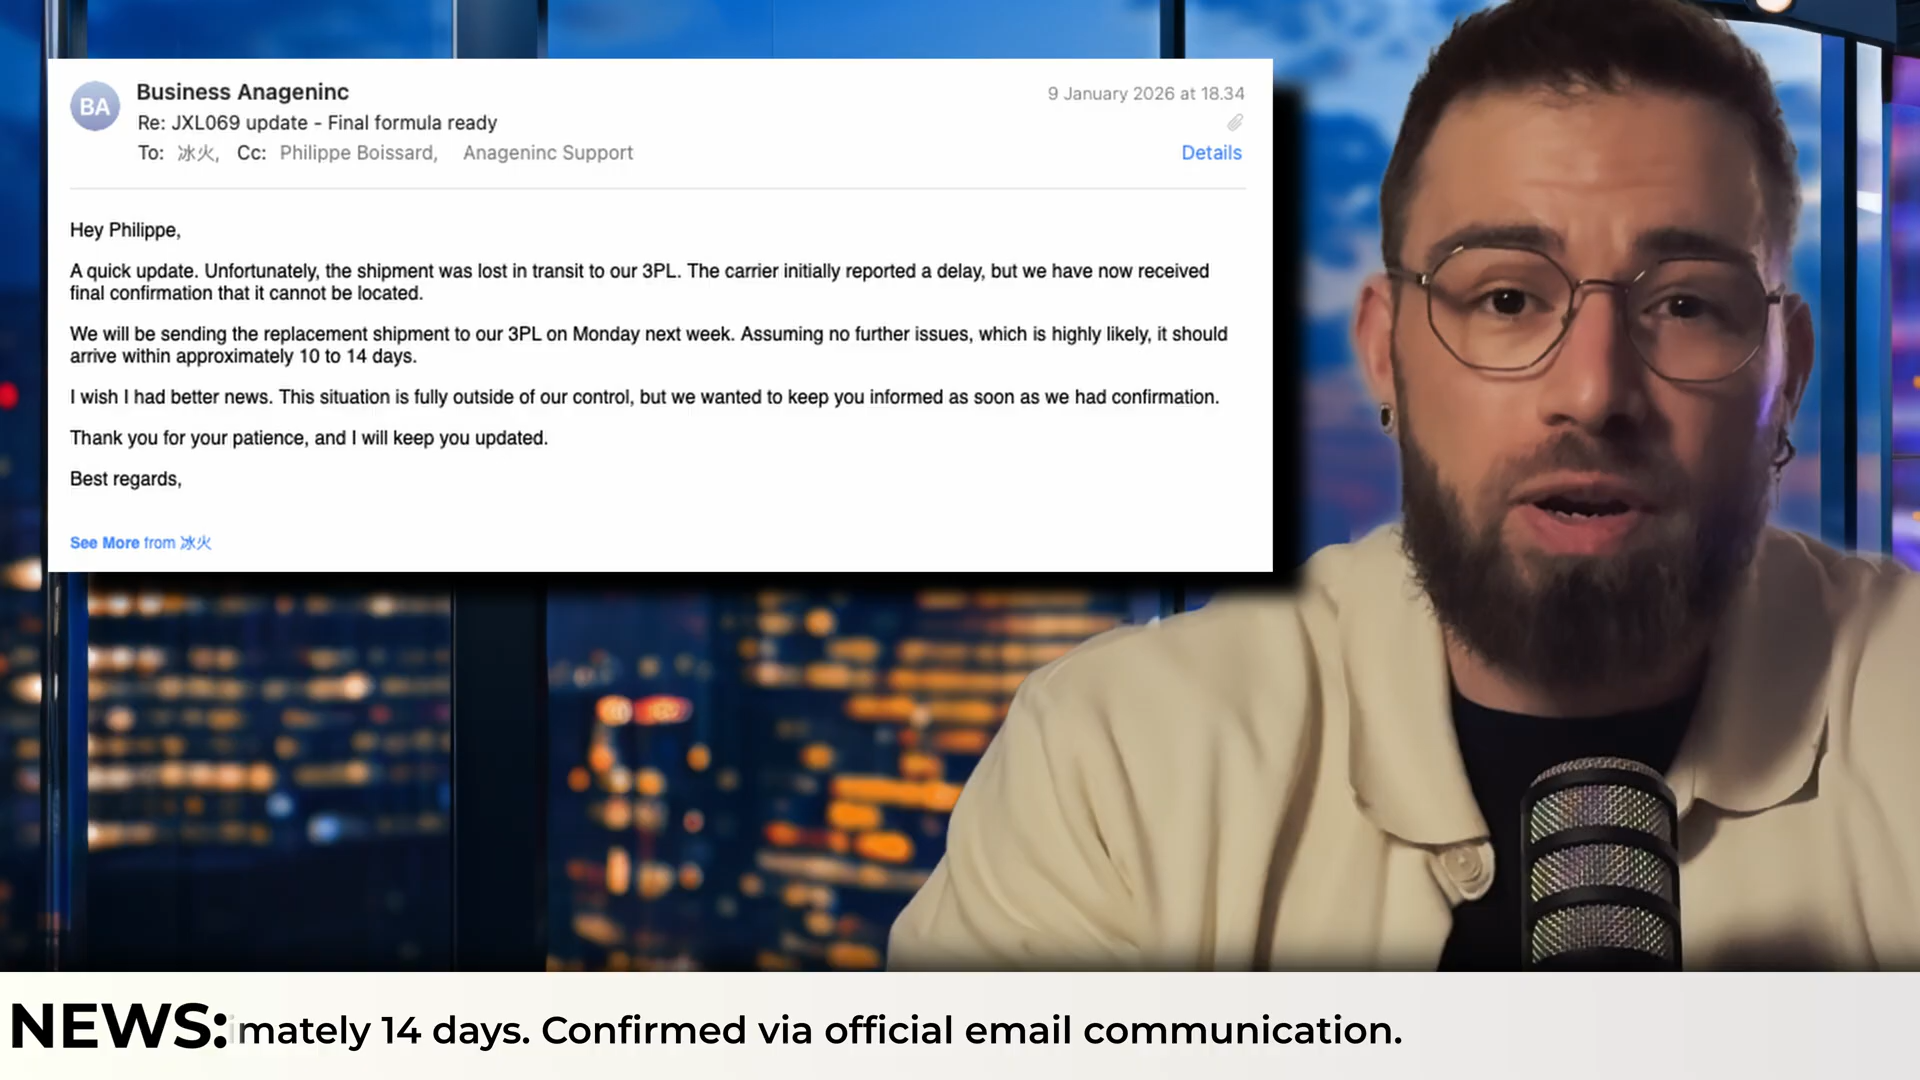 BA
Business Anageninc
9 January 2026 at 18.34
Re: JXL069 update - Final formula ready
To: 冰火, Cc: Philippe Boissard, Anageninc Support
Details
Hey Philippe,
A quick update. Unfortunately, the shipment was lost in transit to our 3PL. The carrier initially reported a delay, but we have now received
final confirmation that it cannot be located.
We will be sending the replacement shipment to our 3PL on Monday next week. Assuming no further issues, which is highly likely, it should
arrive within approximately 10 to 14 days.
I wish I had better news. This situation is fully outside of our control, but we wanted to keep you informed as soon as we had confirmation.
Thank you for your patience, and I will keep you updated.
Best regards,
See More from 冰火
NEWS: imately 14 days. Confirmed via official email communication.